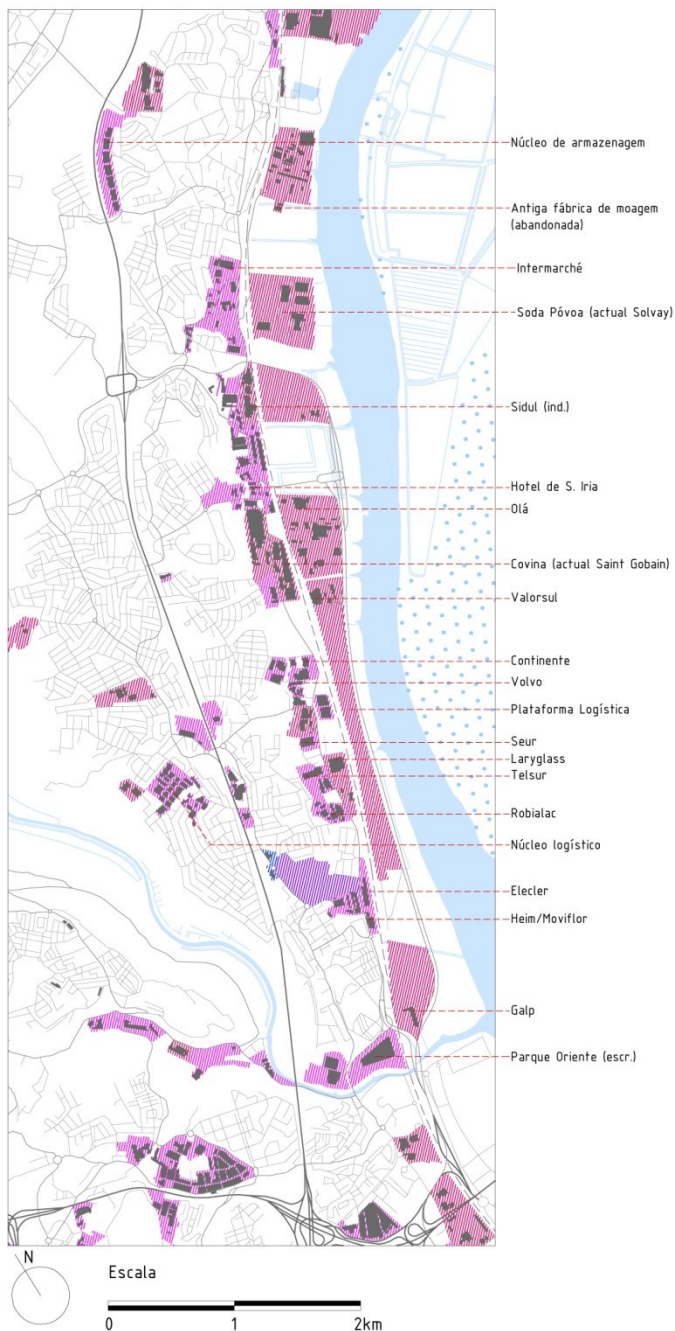 Núcleo de armazenagem
Antiga fábrica de moagem
(abandonada)
Intermarché
Soda Póvoa (actual Solvay)
Sidul (ind.)
Hotel de S. Iria
Olá
Covina (actual Saint Gobain)
Valorsul
Continente
Volvo
Plataforma Logística
Seur
Laryglass
Telsur
Robialac
Núcleo logístico
Elecler
Heim/Moviflor
Galp
Parque Oriente (escr.)
N
Escala
0 1 2km